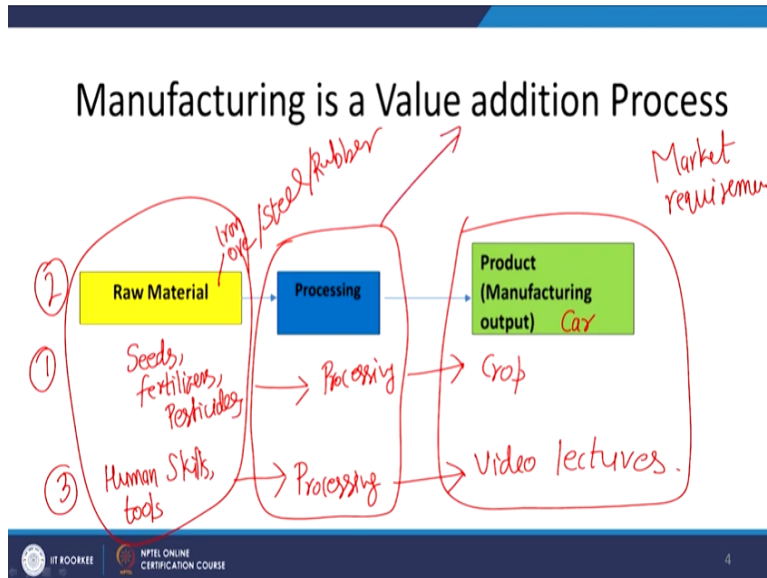 Manufacturing is a Value addition Process
Market
requiremen
Iron
ore/Steel/Rubber
②
Raw Material
Processing
Product
(Manufacturing
output) Car
①
Seeds,
fertilizers,
Pesticides,
Processing
Crop
③
Human Skills,
tools
Processing
Video lectures.
IIT ROORKEE
NPTEL ONLINE
CERTIFICATION COURSE
4